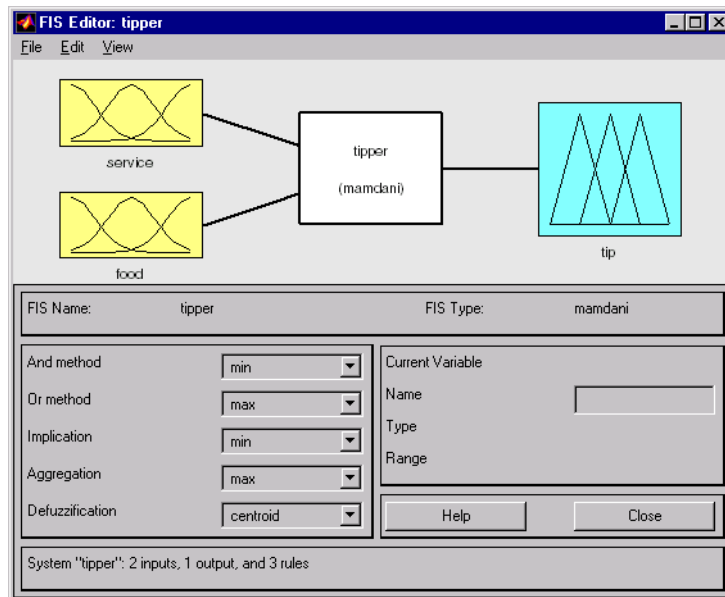 FIS Editor: tipper
File Edit View
service
food
tipper
(mamdani)
tip
FIS Name: tipper FIS Type: mamdani
And method min
Or method max
Implication min
Aggregation max
Defuzzification centroid
Current Variable
Name
Type
Range
Help Close
System "tipper": 2 inputs, 1 output, and 3 rules